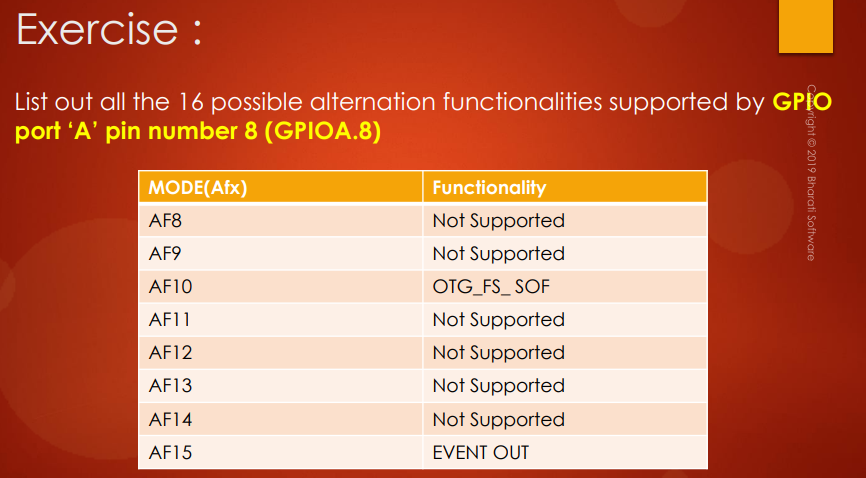 Exercise :
List out all the 16 possible alternation functionalities supported by GPIO
port ‘A’ pin number 8 (GPIOA.8)
MODE(Afx) Functionality
AF8 Not Supported
AF9 Not Supported
AF10 OTG_FS_ SOF
AF11 Not Supported
AF12 Not Supported
AF13 Not Supported
AF14 Not Supported
AF15 EVENT OUT
Copyright © 2019 Bharati Software